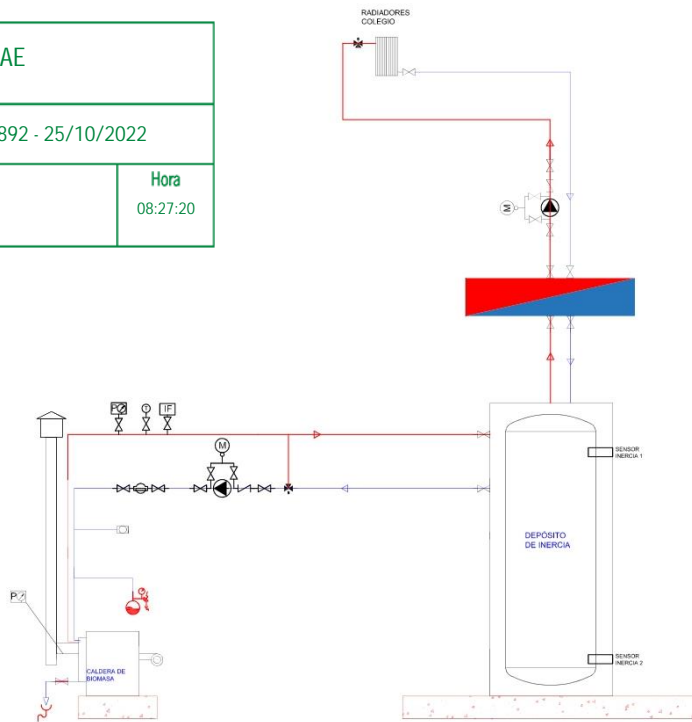 RADIADORES
COLEGIO
AE
892 - 25/10/2022
Hora
08:27:20
M
T
IF
M
SENSOR
INERCIA 1
DEPÓSITO
DE INERCIA
P
SENSOR
INERCIA 2
CALDERA DE
BIOMASA